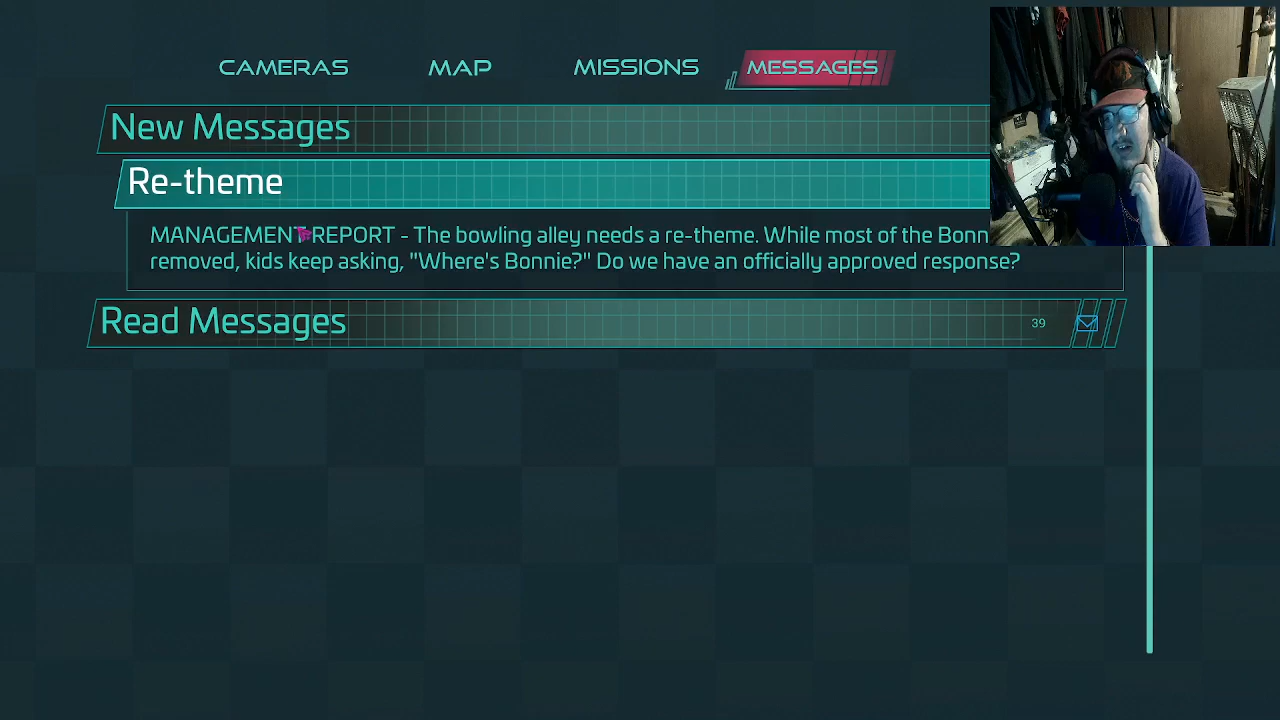 CAMERAS MAP MISSIONS MESSAGES
New Messages
Re-theme
MANAGEMENT REPORT - The bowling alley needs a re-theme. While most of the Bonn
removed, kids keep asking, "Where's Bonnie?" Do we have an officially approved response?
Read Messages 39